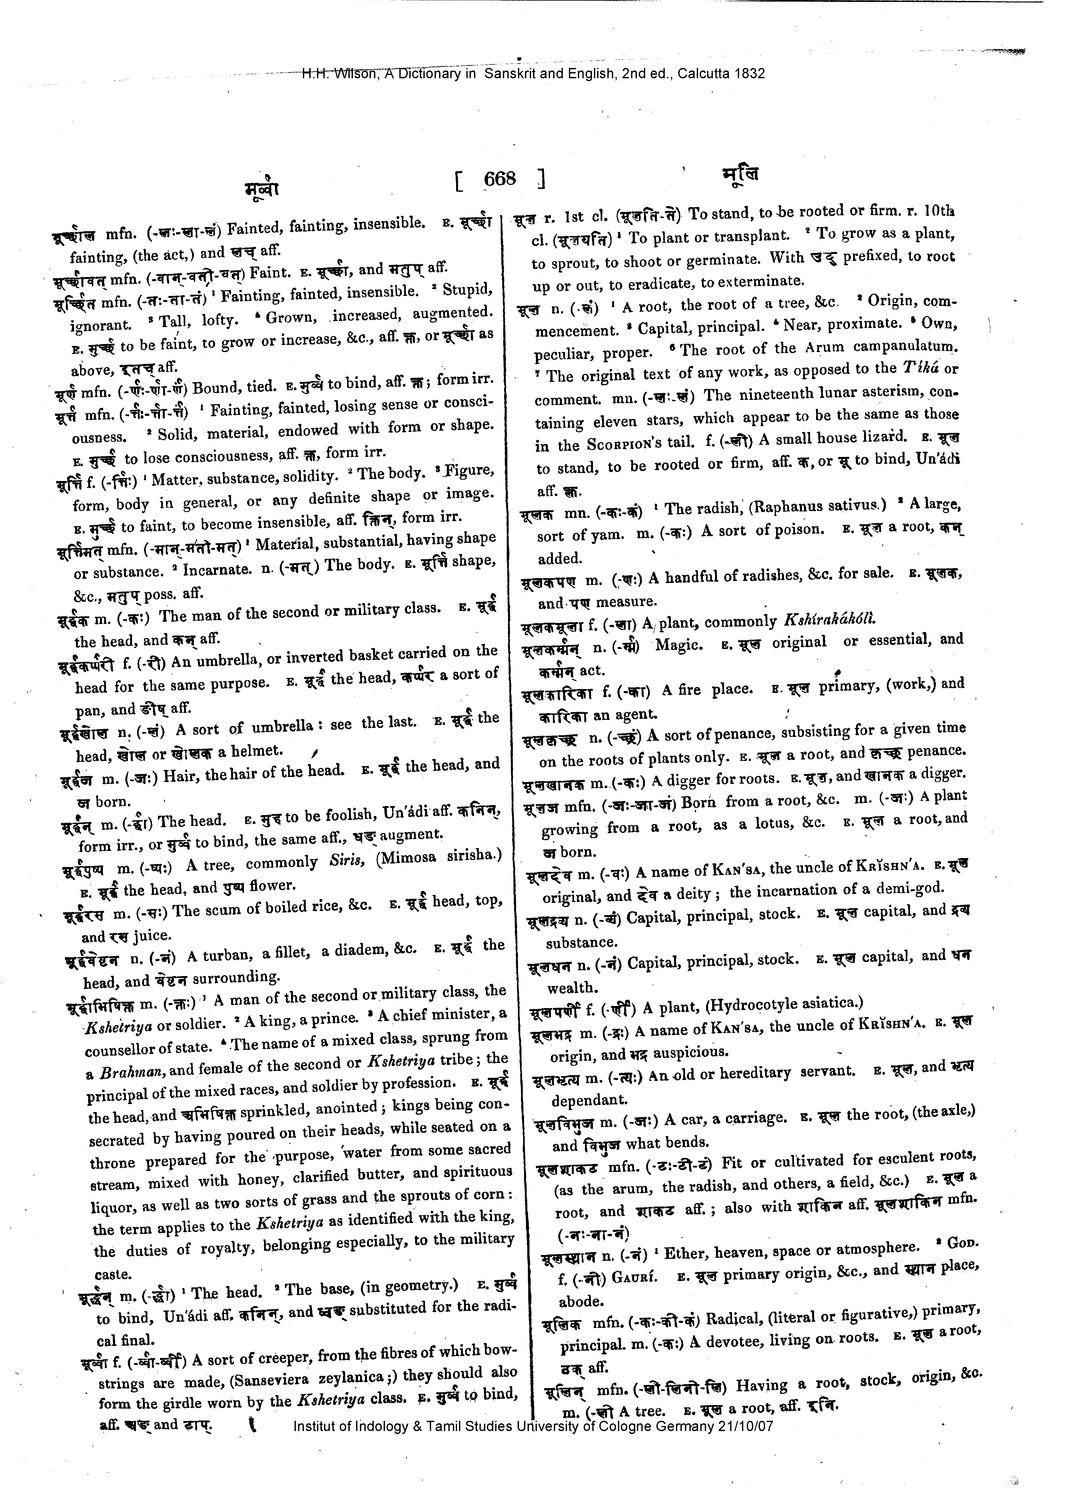 H.H. Wilson, A Dictionary in Sanskrit and English, 2nd ed., Calcutta 1832
मूर्व्वा [ 668 ] मूलि
मूर्च्छाल mfn. (-लः-ला-लं) Fainted, fainting, insensible. E. मूर्च्छा
fainting, (the act,) and लच् aff.
मूर्च्छावत् mfn. (-वान्-वती-वत्) Faint. E. मूर्च्छा, and मतुप् aff.
मूर्च्छित mfn. (-तः-ता-तं) ¹ Fainting, fainted, insensible. ² Stupid,
ignorant. ³ Tall, lofty. ⁴ Grown, increased, augmented.
E. मुर्च्छ to be faint, to grow or increase, &c., aff. क्त, or मूर्च्छा as
above, इतच् aff.
मूर्ण mfn. (-र्णः-र्णा-र्णं) Bound, tied. E. मुर्व्व to bind, aff. क्त; form irr.
मूर्त्त mfn. (-र्त्तः-र्त्ता-र्त्तं) ¹ Fainting, fainted, losing sense or consci-
ousness. ² Solid, material, endowed with form or shape.
E. मुर्च्छ to lose consciousness, aff. क्त, form irr.
मूर्त्ति f. (-र्त्तिः) ¹ Matter, substance, solidity. ² The body. ³ Figure,
form, body in general, or any definite shape or image.
E. मुर्च्छ to faint, to become insensible, aff. क्तिन्, form irr.
मूर्त्तिमत् mfn. (-मान्-मती-मत्) ¹ Material, substantial, having shape
or substance. ² Incarnate. n. (-मत्) The body. E. मूर्त्ति shape,
&c., मतुप् poss. aff.
मूर्द्धक m. (-कः) The man of the second or military class. E. मूर्द्ध
the head, and कन् aff.
मूर्द्धकर्परी f. (-री) An umbrella, or inverted basket carried on the
head for the same purpose. E. मूर्द्ध the head, कर्पर a sort of
pan, and ङीष् aff.
मूर्द्धखोल n. (-लं) A sort of umbrella: see the last. E. मूर्द्ध the
head, खोल or खोलक a helmet.
मूर्द्धज m. (-जः) Hair, the hair of the head. E. मूर्द्ध the head, and
ज born.
मूर्द्धन् m. (-र्द्धा) The head. E. मुह to be foolish, Un'ádi aff. कनिन्,
form irr., or मुर्व्व to bind, the same aff., धङ् augment.
मूर्द्धपुष्प m. (-ष्पः) A tree, commonly Siris, (Mimosa sirisha.)
E. मूर्द्ध the head, and पुष्प flower.
मूर्द्धरस m. (-सः) The scum of boiled rice, &c. E. मूर्द्ध head, top,
and रस juice.
मूर्द्धवेष्टन n. (-नं) A turban, a fillet, a diadem, &c. E. मूर्द्ध the
head, and वेष्टन surrounding.
मूर्द्धाभिषिक्त m. (-क्तः) ¹ A man of the second or military class, the
Kshetriya or soldier. ² A king, a prince. ³ A chief minister, a
counsellor of state. ⁴ The name of a mixed class, sprung from
a Brahman, and female of the second or Kshetriya tribe; the
principal of the mixed races, and soldier by profession. E. मूर्द्ध
the head, and अभिषिक्त sprinkled, anointed; kings being con-
secrated by having poured on their heads, while seated on a
throne prepared for the purpose, water from some sacred
stream, mixed with honey, clarified butter, and spirituous
liquor, as well as two sorts of grass and the sprouts of corn:
the term applies to the Kshetriya as identified with the king,
the duties of royalty, belonging especially, to the military
caste.
मूर्द्धन् m. (-र्द्धा) ¹ The head. ² The base, (in geometry.) E. मुर्व्व
to bind, Un'ádi aff. कनिन्, and ध्वङ् substituted for the radi-
cal final.
मूर्व्वा f. (-र्व्वा-र्व्वी) A sort of creeper, from the fibres of which bow-
strings are made, (Sanseviera zeylanica;) they should also
form the girdle worn by the Kshetriya class. E. मुर्व्व to bind,
aff. अङ् and टाप्.
मूल r. 1st cl. (मूलति-ते) To stand, to be rooted or firm. r. 10th
cl. (मूलयति) ¹ To plant or transplant. ² To grow as a plant,
to sprout, to shoot or germinate. With उद् prefixed, to root
up or out, to eradicate, to exterminate.
मूल n. (-लं) ¹ A root, the root of a tree, &c. ² Origin, com-
mencement. ³ Capital, principal. ⁴ Near, proximate. ⁵ Own,
peculiar, proper. ⁶ The root of the Arum campanulatum.
⁷ The original text of any work, as opposed to the Tíká or
comment. mn. (-लः-लं) The nineteenth lunar asterism, con-
taining eleven stars, which appear to be the same as those
in the SCORPION's tail. f. (-ली) A small house lizard. E. मूल
to stand, to be rooted or firm, aff. क, or मू to bind, Un'ádi
aff. क्ल.
मूलक mn. (-कः-कं) ¹ The radish, (Raphanus sativus.) ² A large,
sort of yam. m. (-कः) A sort of poison. E. मूल a root, कन्
added.
मूलकपण m. (-णः) A handful of radishes, &c. for sale. E. मूलक,
and पण measure.
मूलकमूला f. (-ला) A plant, commonly Kshírakákóli.
मूलकर्म्मन् n. (-र्म्म) Magic. E. मूल original or essential, and
कर्म्मन् act.
मूलकारिका f. (-का) A fire place. E. मूल primary, (work,) and
कारिका an agent.
मूलकृच्छ्र n. (-च्छ्रं) A sort of penance, subsisting for a given time
on the roots of plants only. E. मूल a root, and कृच्छ्र penance.
मूलखानक m. (-कः) A digger for roots. E. मूल, and खानक a digger.
मूलज mfn. (-जः-जा-जं) Born from a root, &c. m. (-जः) A plant
growing from a root, as a lotus, &c. E. मूल a root, and
ज born.
मूलदेव m. (-वः) A name of KAN'SA, the uncle of KRĬSHN'A. E. मूल
original, and देव a deity; the incarnation of a demi-god.
मूलद्रव्य n. (-व्यं) Capital, principal, stock. E. मूल capital, and द्रव्य
substance.
मूलधन n. (-नं) Capital, principal, stock. E. मूल capital, and धन
wealth.
मूलपर्णी f. (-र्णी) A plant, (Hydrocotyle asiatica.)
मूलभद्र m. (-द्रः) A name of KAN'SA, the uncle of KRĬSHN'A. E. मूल
origin, and भद्र auspicious.
मूलभृत्य m. (-त्यः) An old or hereditary servant. E. मूल, and भृत्य
dependant.
मूलविभुज m. (-जः) A car, a carriage. E. मूल the root, (the axle,)
and विभुज what bends.
मूलशाकट mfn. (-टः-टी-टं) Fit or cultivated for esculent roots,
(as the arum, the radish, and others, a field, &c.) E. मूल a
root, and शाकट aff.; also with शाकिन aff. मूलशाकिन mfn.
(-नः-ना-नं)
मूलस्थान n. (-नं) ¹ Ether, heaven, space or atmosphere. ² GOD.
f. (-नी) GAURÍ. E. मूल primary origin, &c., and स्थान place,
abode.
मूलिक mfn. (-कः-की-कं) Radical, (literal or figurative,) primary,
principal. m. (-कः) A devotee, living on roots. E. मूल a root,
ठक् aff.
मूलिन् mfn. (-ली-लिनी-लि) Having a root, stock, origin, &c.
m. (-ली A tree. E. मूल a root, aff. इनि.
Institut of Indology & Tamil Studies University of Cologne Germany 21/10/07